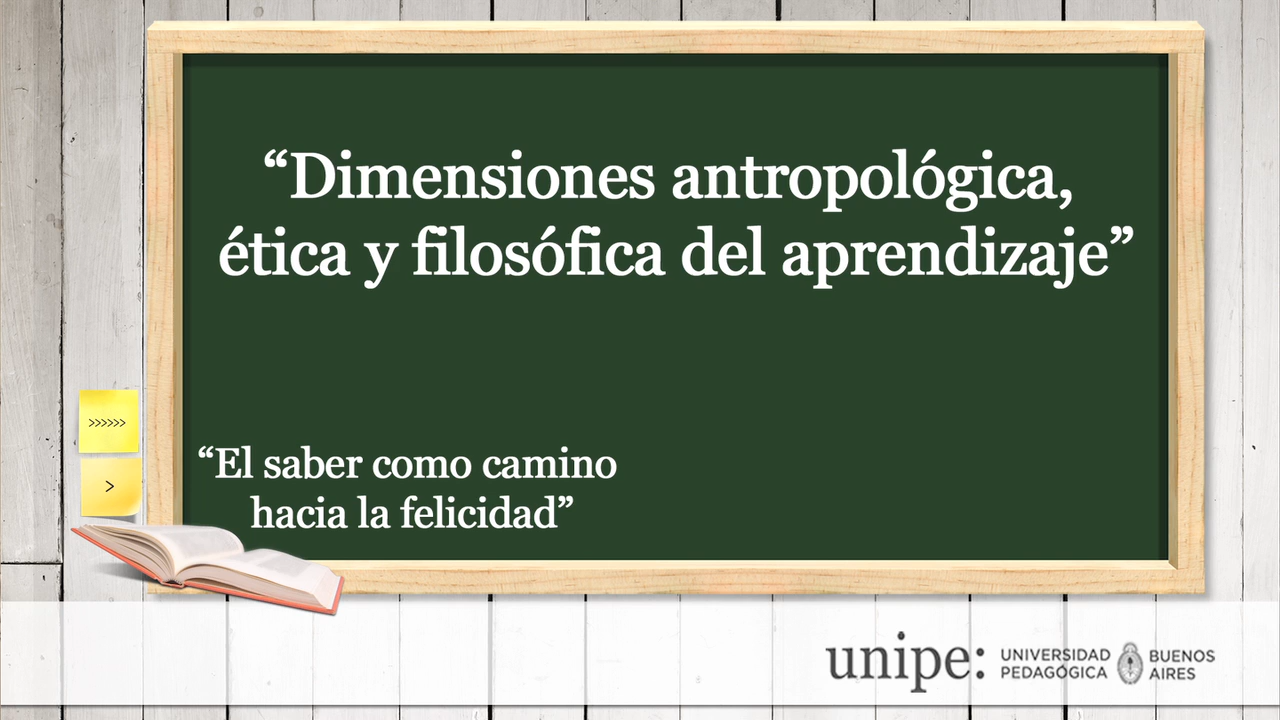 “Dimensiones antropológica,
ética y filosófica del aprendizaje”
>>>>>>
>
“El saber como camino
hacia la felicidad”
unipe: UNIVERSIDAD PEDAGÓGICA BUENOS AIRES